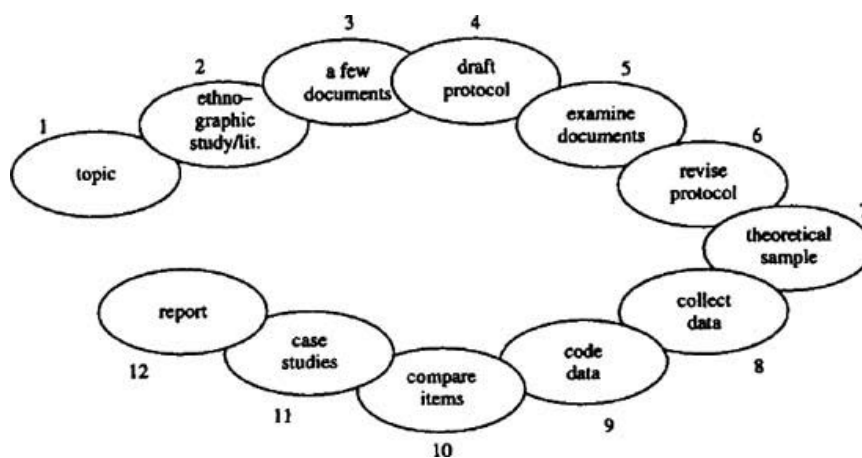 1
topic
2
ethno–
graphic
study/lit.
3
a few
documents
4
draft
protocol
5
examine
documents
6
revise
protocol
7
theoretical
sample
collect
data
8
code
data
9
compare
items
10
case
studies
11
report
12